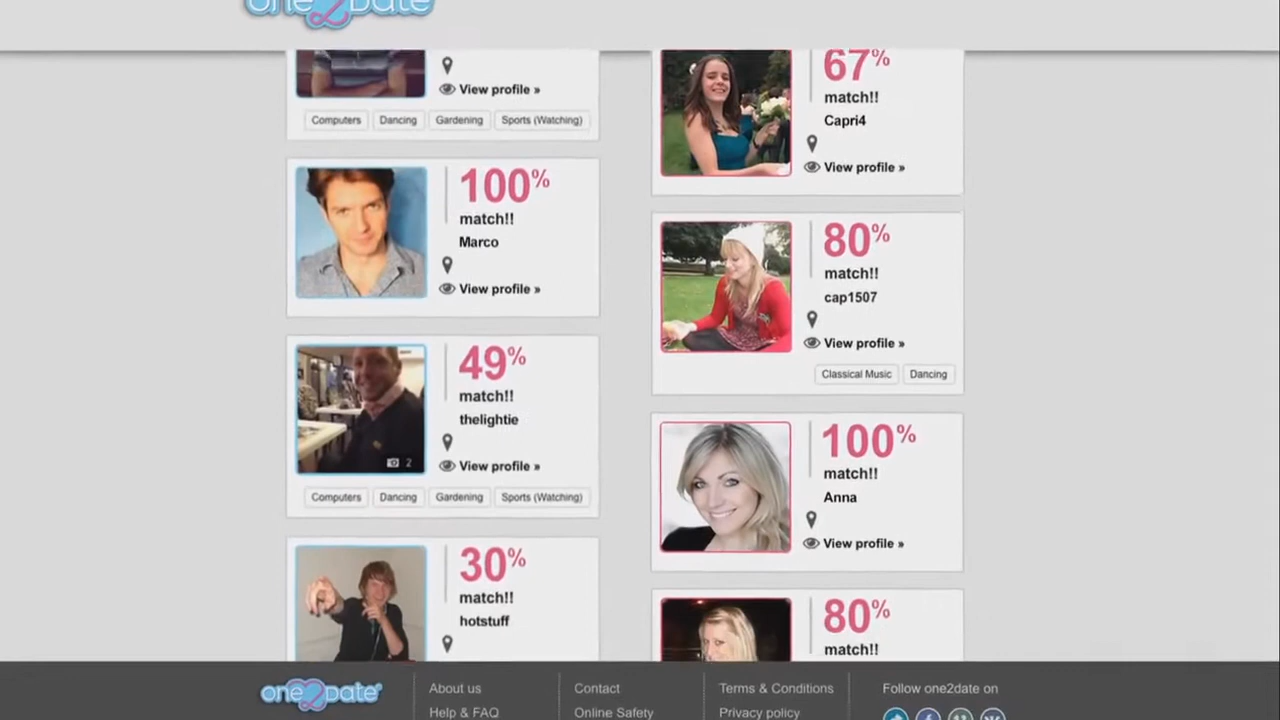 one2Date
View profile »
Computers
Dancing
Gardening
Sports (Watching)
100%
match!!
Marco
View profile »
49%
match!!
thelightie
2
View profile »
Computers
Dancing
Gardening
Sports (Watching)
30%
match!!
hotstuff
67%
match!!
Capri4
View profile »
80%
match!!
cap1507
View profile »
Classical Music
Dancing
100%
match!!
Anna
View profile »
80%
match!!
one2Date
About us
Help & FAQ
Contact
Online Safety
Terms & Conditions
Privacy policy
Follow one2date on